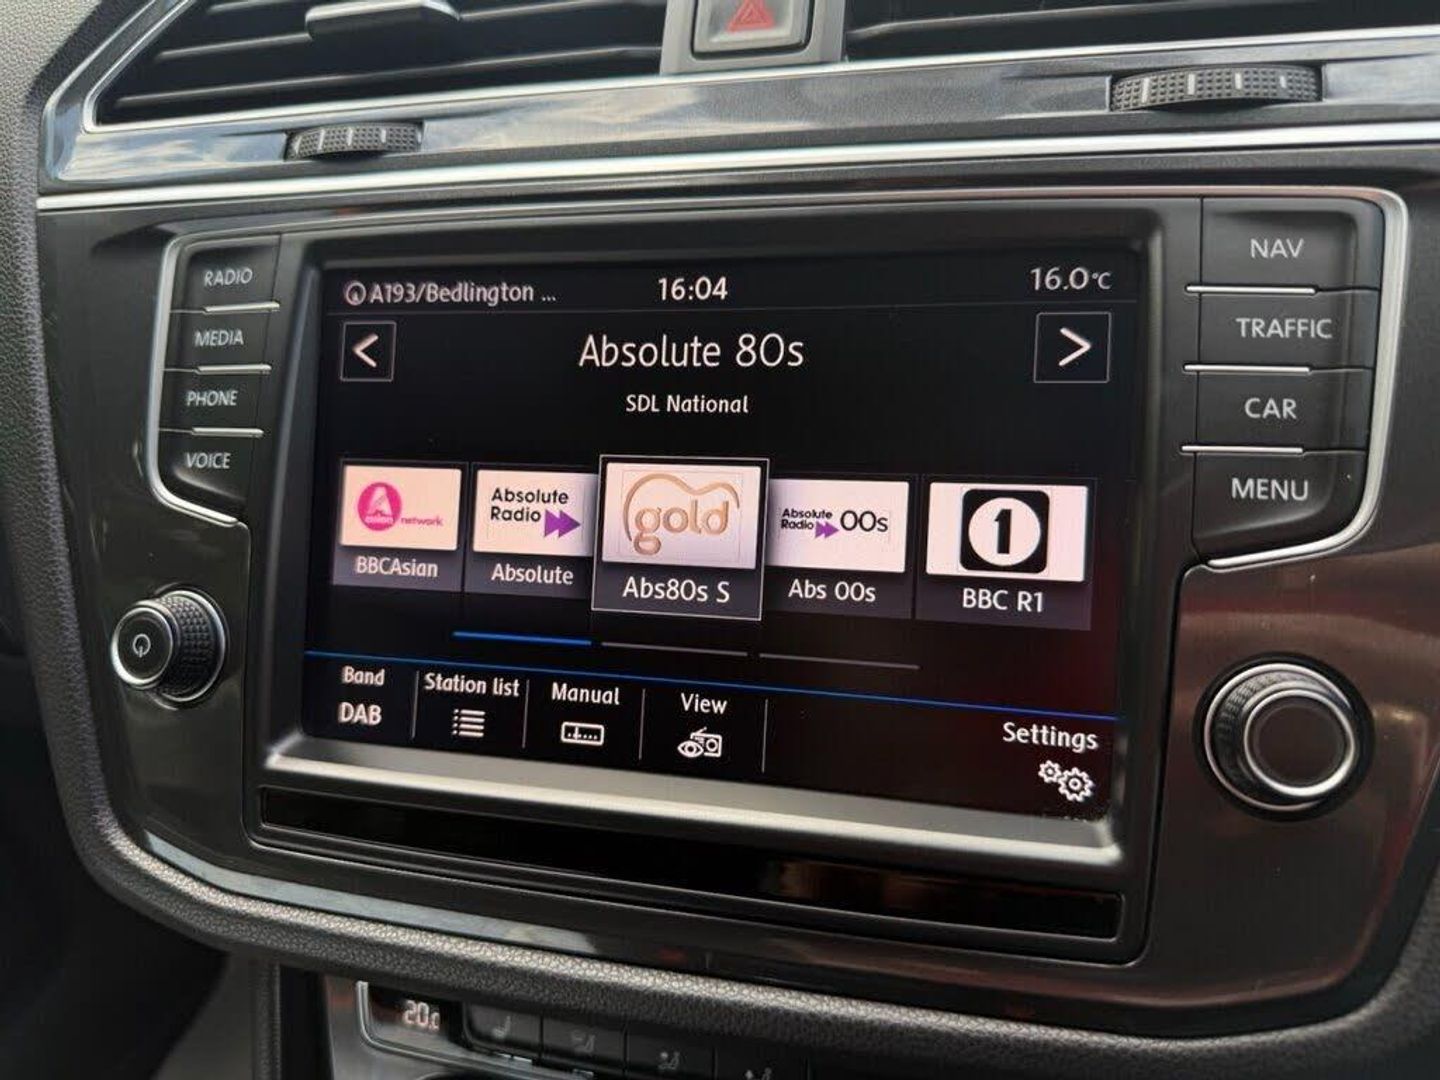 RADIO
MEDIA
PHONE
VOICE
A193/Bedlington ...
16:04
16.0°C
<
Absolute 80s
>
SDL National
A
asian network
BBCAsian
Absolute
Radio
Absolute
gold
Abs80s S
Absolute
Radio 00s
Abs 00s
1
BBC R1
Band
DAB
Station list
Manual
View
Settings
NAV
TRAFFIC
CAR
MENU